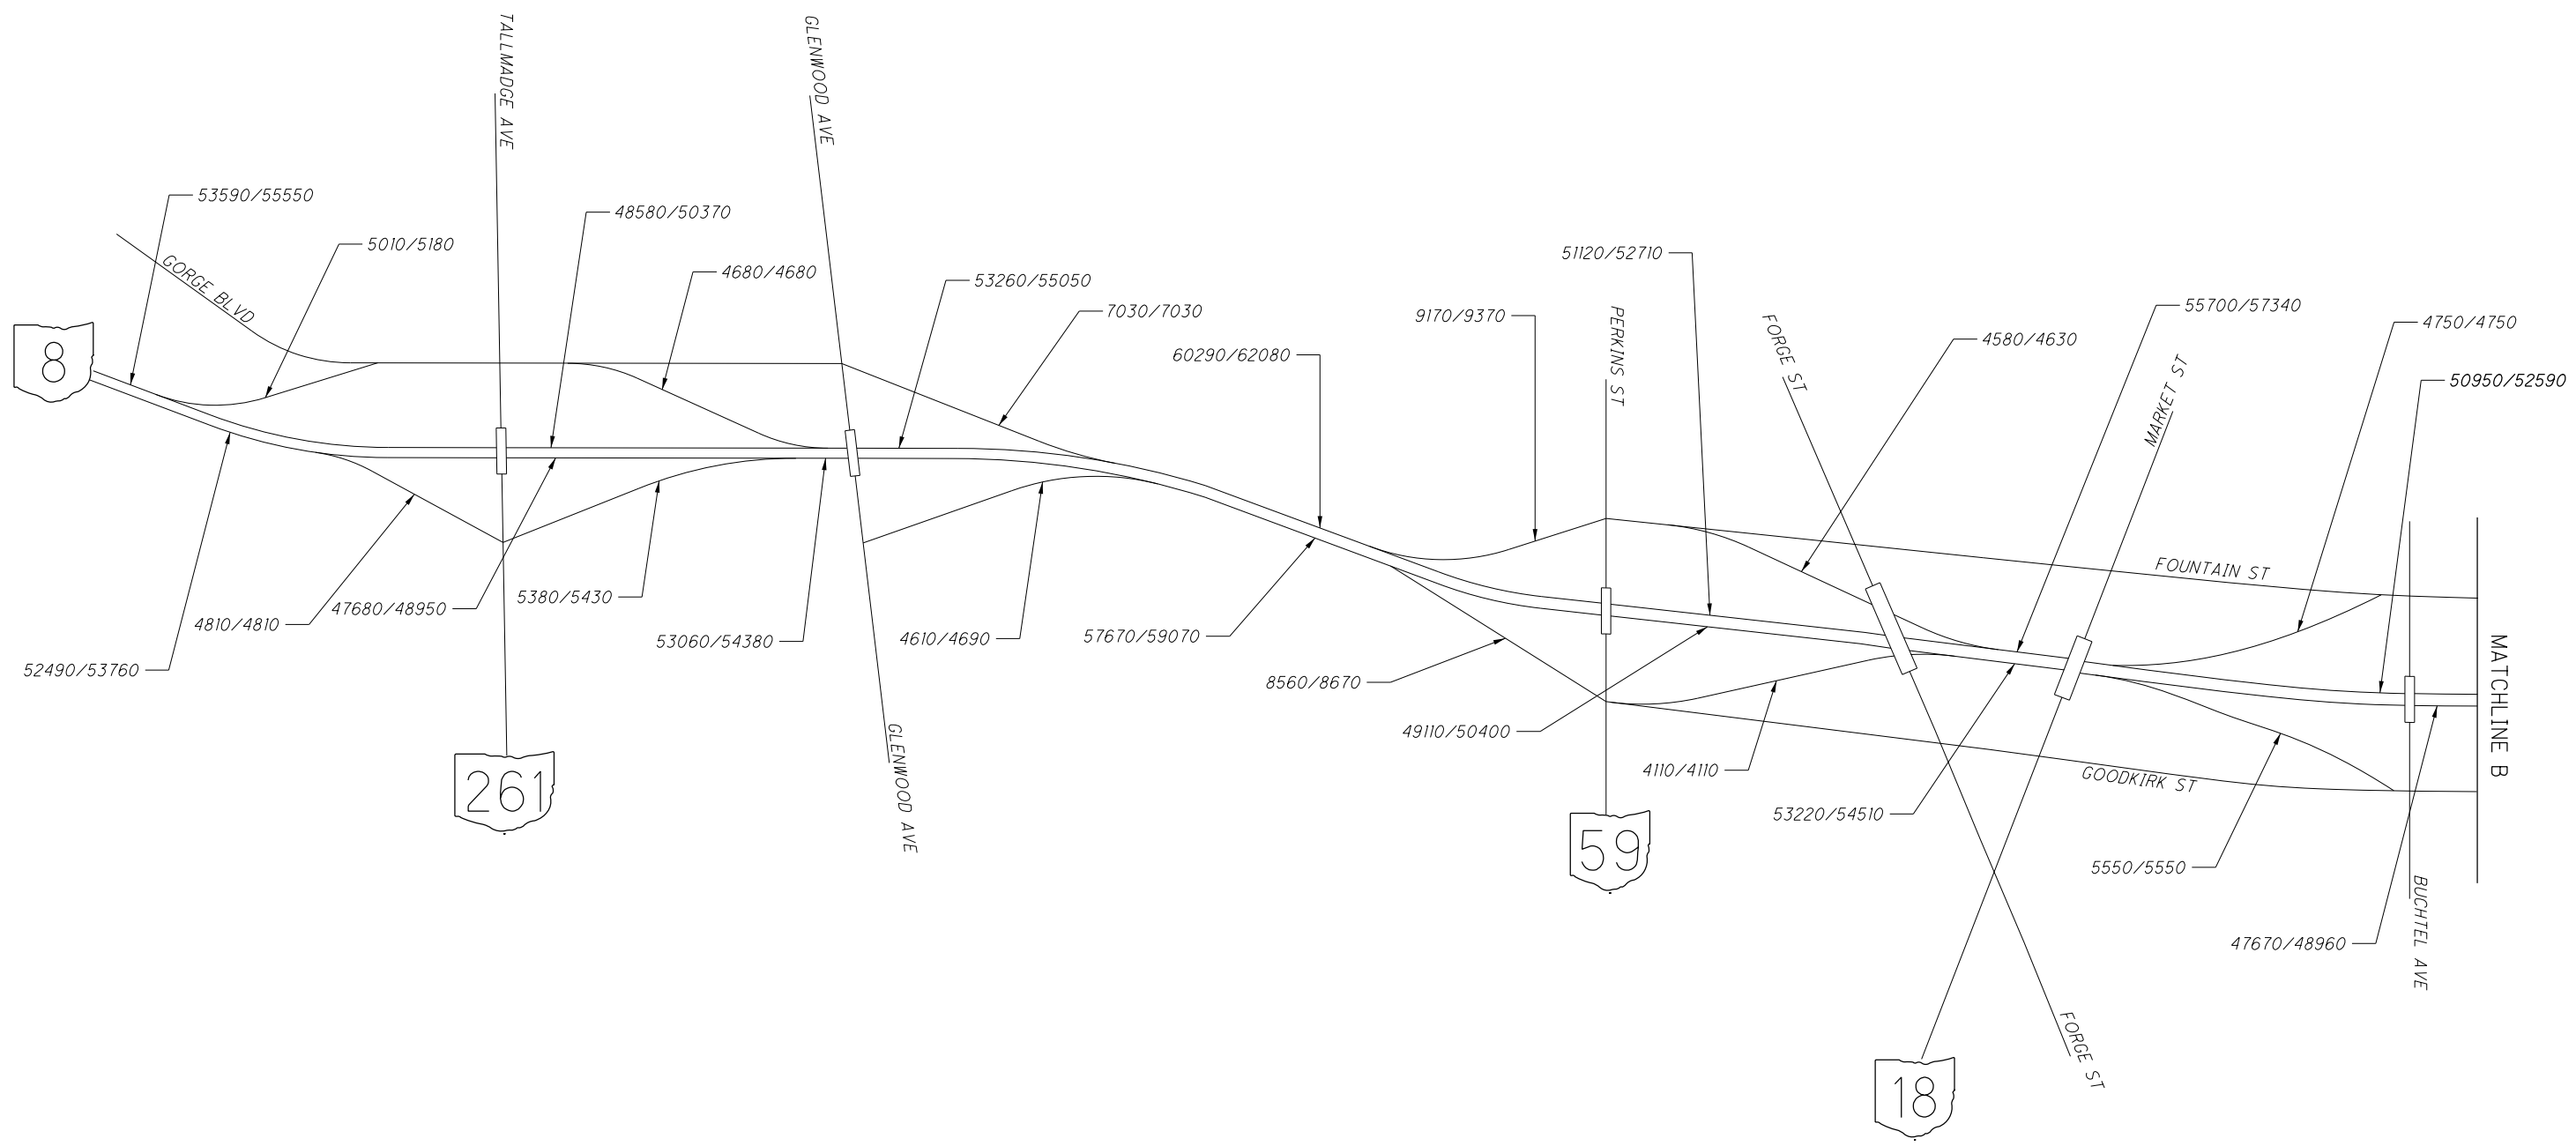 TALLMADGE AVE
GLENWOOD AVE
53590/55550
48580/50370
5010/5180
4680/4680
51120/52710
GORGE BLVD
53260/55050
7030/7030
9170/9370
PERKINS ST
FORGE ST
55700/57340
4750/4750
4580/4630
8
60290/62080
MARKET ST
50950/52590
FOUNTAIN ST
5380/5430
47680/48950
4810/4810
53060/54380
4610/4690
57670/59070
52490/53760
8560/8670
MATCHLINE B
49110/50400
4110/4110
GLENWOOD AVE
261
GOODKIRK ST
53220/54510
59
5550/5550
47670/48960
BUCHTEL AVE
FORGE ST
18